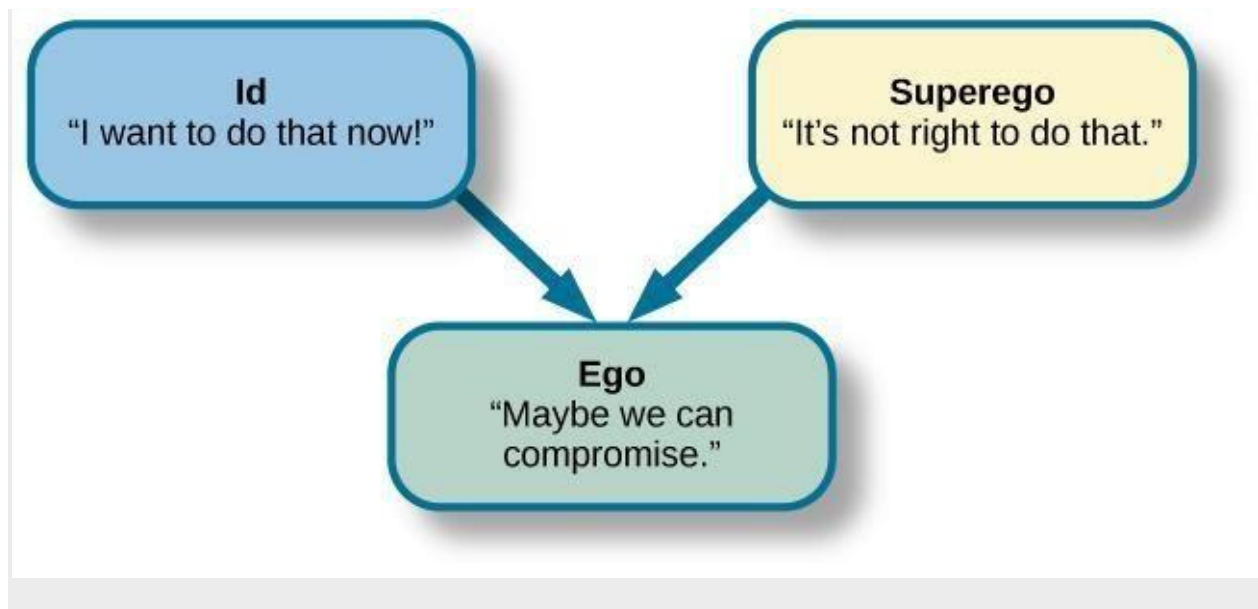 Id
“I want to do that now!”
Superego
“It’s not right to do that.”
Ego
“Maybe we can
compromise.”